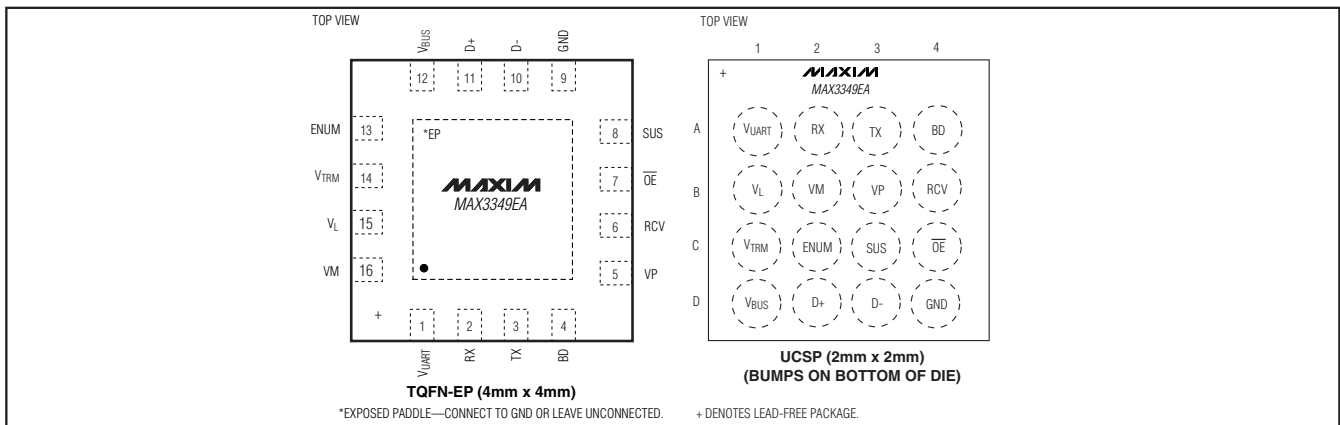 TOP VIEW
VBUS D+ D- GND
12 11 10 9
ENUM 13 *EP 8 SUS
VTRM 14 MAXIM 7 OE
MAX3349EA
VL 15 6 RCV
VM 16 5 VP
+
1 2 3 4
VUART RX TX BD
TQFN-EP (4mm x 4mm)
*EXPOSED PADDLE—CONNECT TO GND OR LEAVE UNCONNECTED.
TOP VIEW
1 2 3 4
+ MAXIM
MAX3349EA
A VUART RX TX BD
B VL VM VP RCV
C VTRM ENUM SUS OE
D VBUS D+ D- GND
UCSP (2mm x 2mm)
(BUMPS ON BOTTOM OF DIE)
+ DENOTES LEAD-FREE PACKAGE.